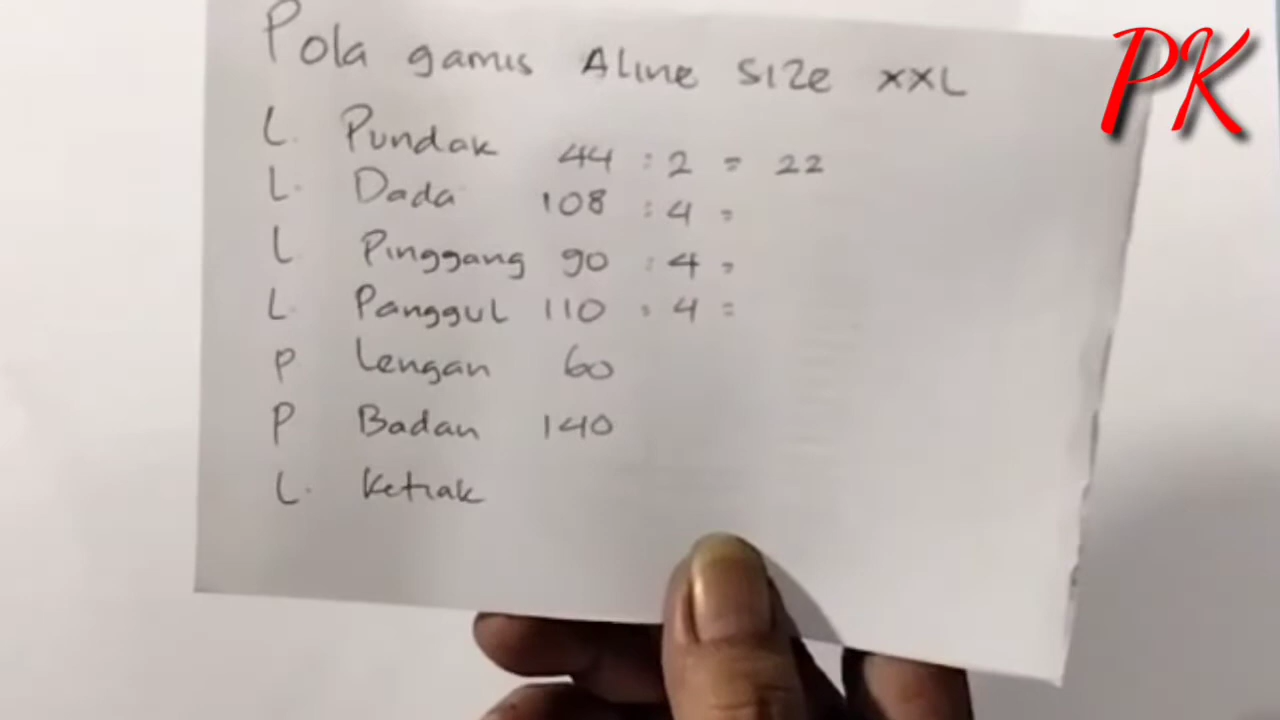 Pola gamis Aline size XXL
PK
L. Pundak 44 : 2 = 22
L. Dada 108 : 4 =
L Pinggang 90 : 4 =
L. Panggul 110 : 4 =
P Lengan 60
P Badan 140
L. Ketiak